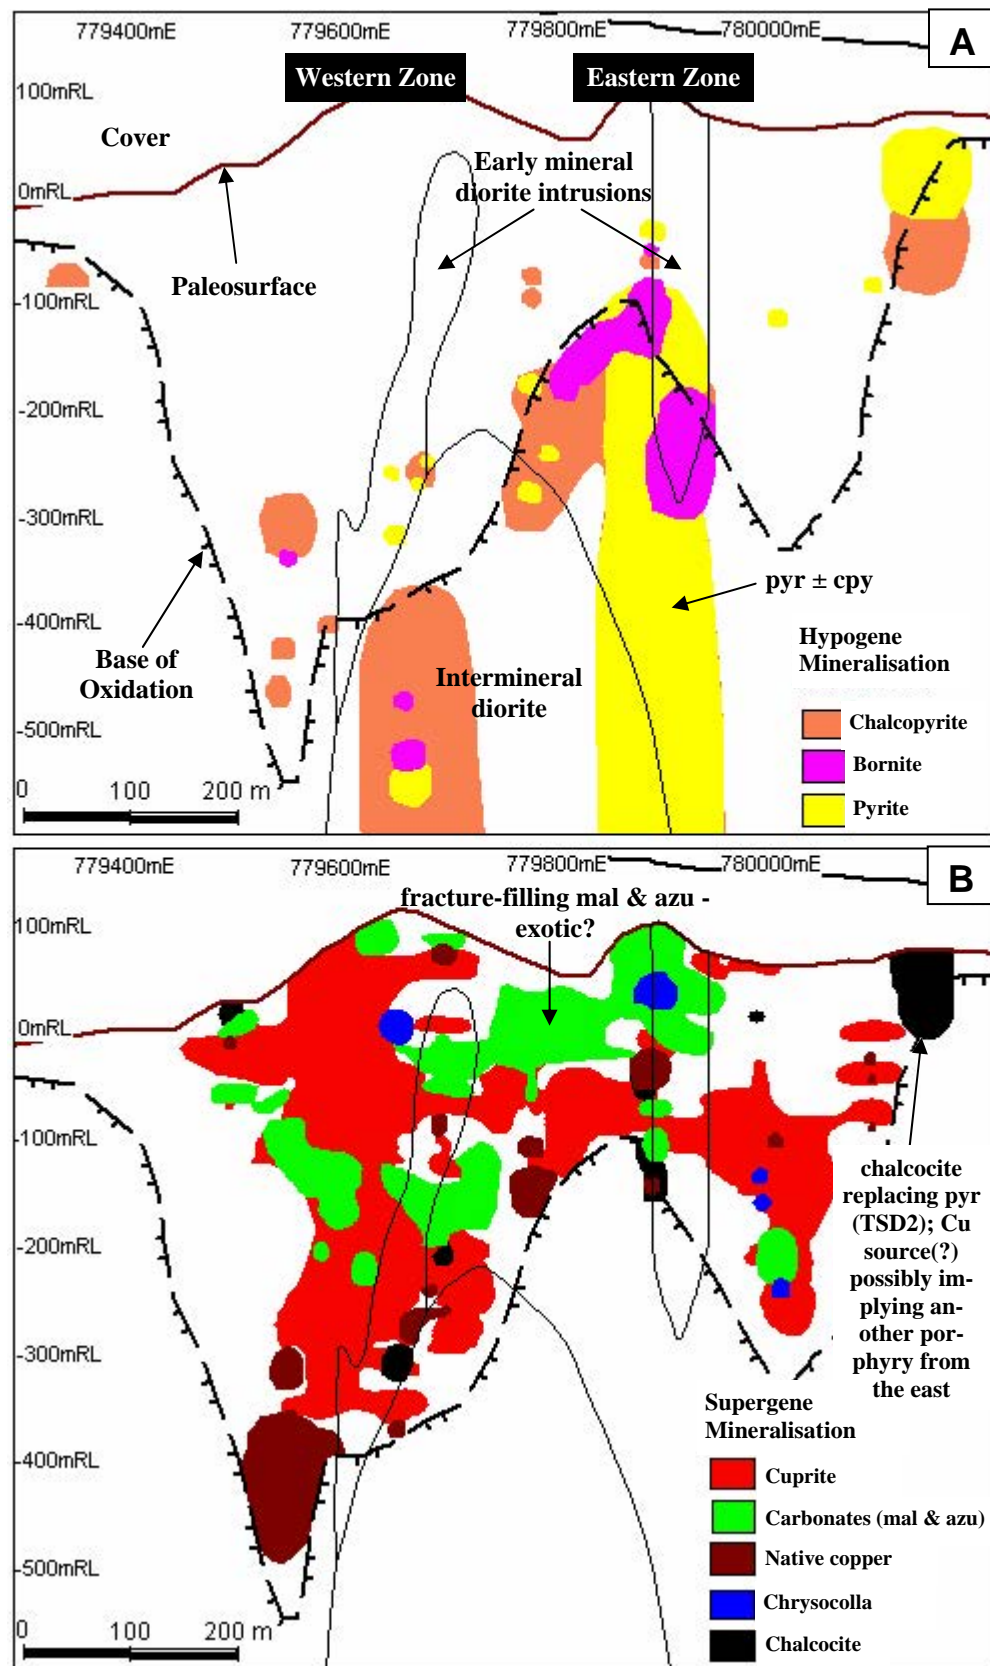 779400mE
779600mE
779800mE
780000mE
A
Western Zone
Eastern Zone
100mRL
Cover
Early mineral
diorite intrusions
0mRL
Paleosurface
-100mRL
-200mRL
-300mRL
pyr ± cpy
-400mRL
Base of
Oxidation
Intermineral
diorite
Hypogene
Mineralisation
-500mRL
Chalcopyrite
Bornite
Pyrite
0
100
200 m
779400mE
779600mE
779800mE
780000mE
B
fracture-filling mal & azu -
exotic?
100mRL
0mRL
-100mRL
chalcocite
replacing pyr
(TSD2); Cu
source(?)
possibly im-
plying an-
other por-
phyry from
the east
-200mRL
-300mRL
-400mRL
-500mRL
Supergene
Mineralisation
Cuprite
Carbonates (mal & azu)
Native copper
Chrysocolla
Chalcocite
0
100
200 m